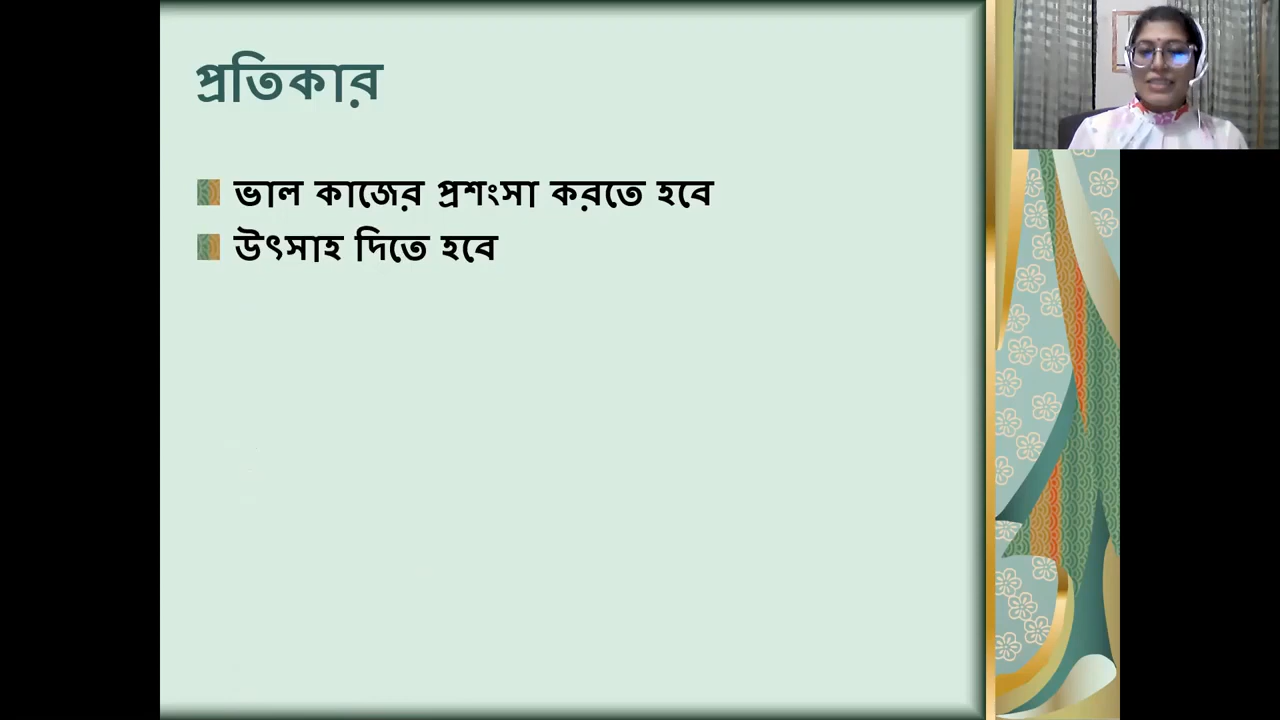 প্রতিকার
ভাল কাজের প্রশংসা করতে হবে
উৎসাহ দিতে হবে